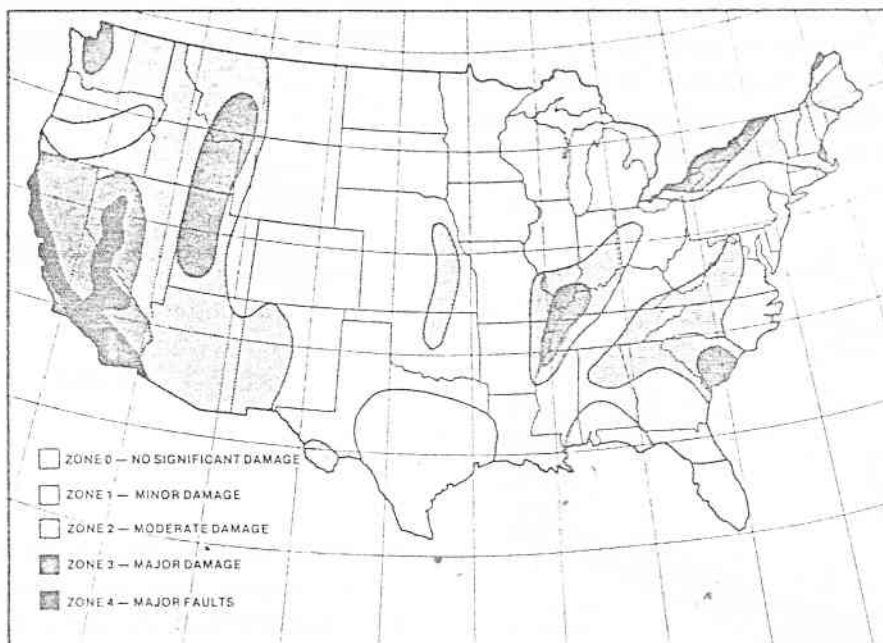 ZONE 0 — NO SIGNIFICANT DAMAGE
ZONE 1 — MINOR DAMAGE
ZONE 2 — MODERATE DAMAGE
ZONE 3 — MAJOR DAMAGE
ZONE 4 — MAJOR FAULTS